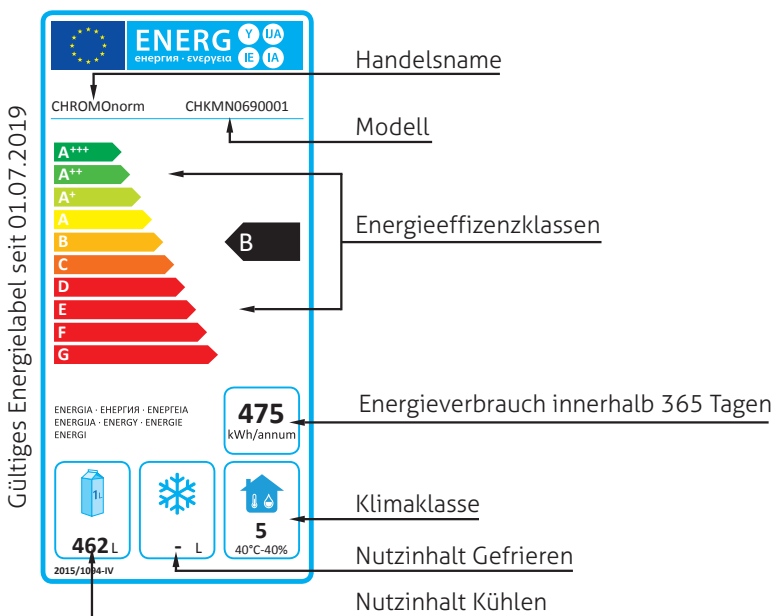 Gültiges Energielabel seit 01.07.2019
ENERG Y IJA
енергия · ενεργεια IE IA
Handelsname
CHROMOnorm CHKMN0690001
Modell
A+++
A++
A+
A
Energieeffizenzklassen
B B
C
D
E
F
G
ENERGIA · ЕНЕРГИЯ · ΕΝΕΡΓΕΙΑ
ENERGIJA · ENERGY · ENERGIE
ENERGI
475
kWh/annum
Energieverbrauch innerhalb 365 Tagen
1L
462 L
- L
5
40°C-40%
Klimaklasse
Nutzinhalt Gefrieren
2015/1094-IV
Nutzinhalt Kühlen